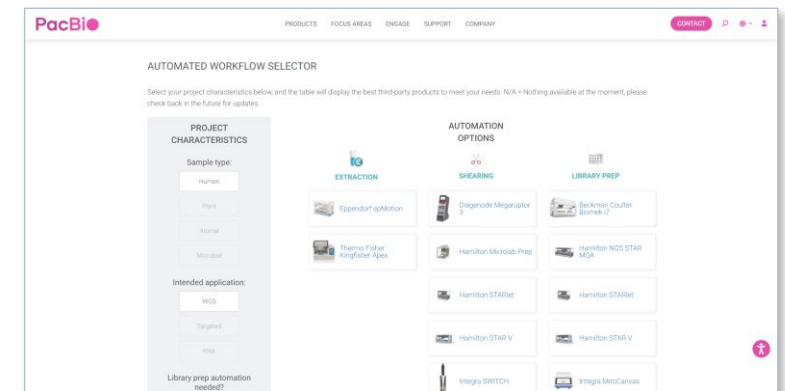 PacBi
PRODUCTS FOCUS AREAS ENGAGE SUPPORT COMPANY
CONTACT
AUTOMATED WORKFLOW SELECTOR
Select your project characteristics below, and the table will display the best third-party products to meet your needs. N/A = Nothing available at the moment, please
check back in the future for updates.
PROJECT
CHARACTERISTICS
Sample type:
Human
Plant
Animal
Microbial
Intended application:
WGS
Targeted
RNA
Library prep automation
needed?
AUTOMATION
OPTIONS
EXTRACTION
Eppendorf epMotion
Thermo Fisher
Kingfisher Apex
SHEARING
Diagenode Megaruptor
3
Hamilton Microlab Prep
Hamilton STARlet
Hamilton STAR V
Integra SWITCH
LIBRARY PREP
Beckman Coulter
Biomek i7
Hamilton NGS STAR
MOA
Hamilton STARlet
Hamilton STAR V
Integra MiroCanvas